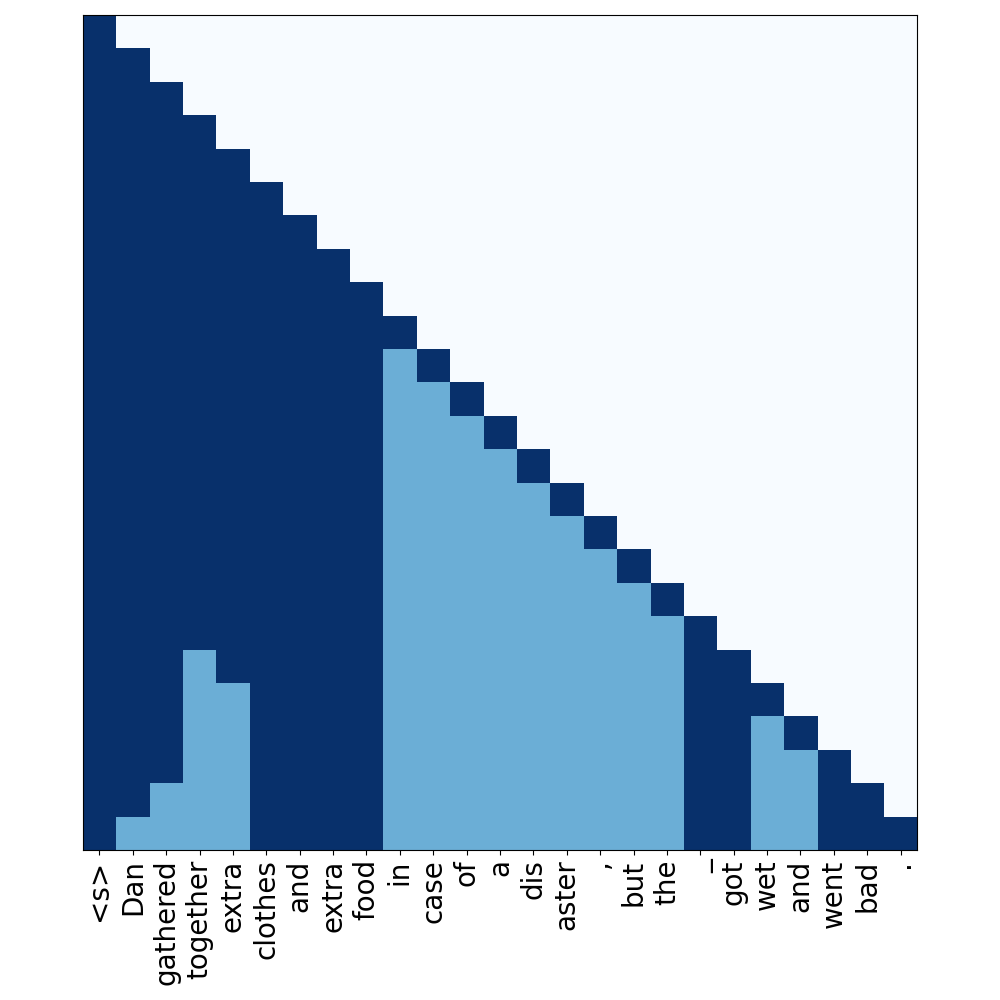 <s> Dan gathered together extra clothes and extra food in case of a dis aster , but the _ got wet and went bad .